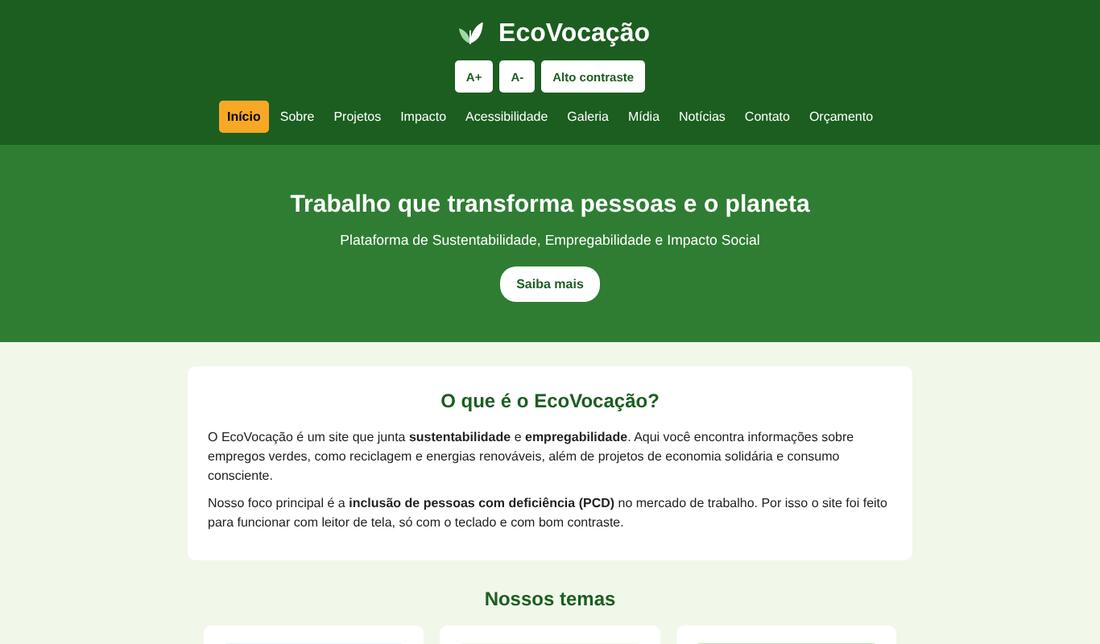 EcoVocação
A+ A- Alto contraste
Início Sobre Projetos Impacto Acessibilidade Galeria Mídia Notícias Contato Orçamento
Trabalho que transforma pessoas e o planeta
Plataforma de Sustentabilidade, Empregabilidade e Impacto Social
Saiba mais
O que é o EcoVocação?
O EcoVocação é um site que junta sustentabilidade e empregabilidade. Aqui você encontra informações sobre
empregos verdes, como reciclagem e energias renováveis, além de projetos de economia solidária e consumo
consciente.
Nosso foco principal é a inclusão de pessoas com deficiência (PCD) no mercado de trabalho. Por isso o site foi feito
para funcionar com leitor de tela, só com o teclado e com bom contraste.
Nossos temas